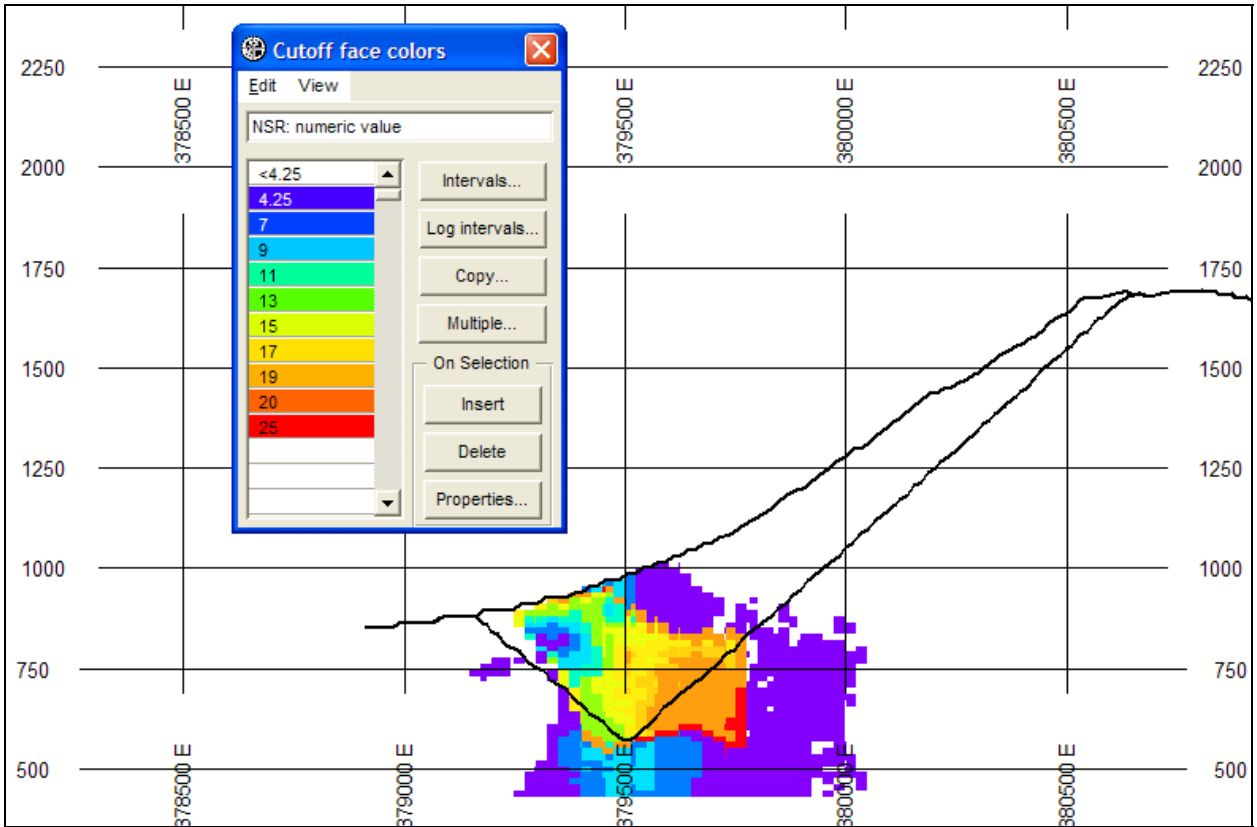 Cutoff face colors
Edit View
NSR: numeric value
<4.25
4.25
7
9
11
13
15
17
19
20
25
Intervals...
Log intervals...
Copy...
Multiple...
On Selection
Insert
Delete
Properties...
378500 E
379500 E
380000 E
380500 E
2250
2250
2000
2000
1750
1750
1500
1500
1250
1250
1000
1000
750
750
500
500
378500 E
379000 E
379500 E
380000 E
380500 E